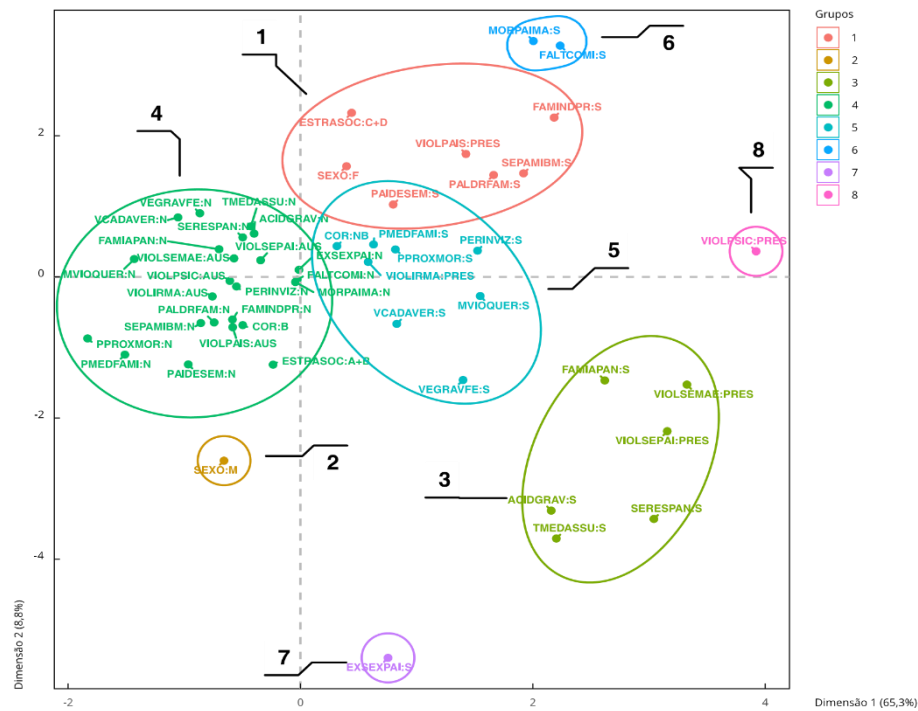 Grupos
1
2
3
4
5
6
7
8
1
6
4
8
5
2
3
7
MORPAIMA:S
FALTCOMI:S
ESTRASOC:C+D
FAMINDPR:S
VIOLPAIS:PRES
SEXO:F
SEPAMIBM:S
PALDRFAM:S
PAIDESEM:S
VIOLPSIC:PRES
VEGRAVFE:N
TMEDASSU:N
VCADAVER:N
SERESPAN:N
ACIDGRAV:N
FAMIAPAN:N
VIOLSEPAI:AUS
VIOLSEMAE:AUS
EXSEXPAI:N
MVIOQUER:N
VIOLPSIC:AUS
FALTCOMI:N
VIOLIRMA:AUS
PERINVIZ:N
MORPAIMA:N
PALDRFAM:N
FAMINDPR:N
SEPAMIBM:N
COR:B
PPROXMOR:N
VIOLPAIS:AUS
PMEDFAMI:N
PAIDESEM:N
ESTRASOC:A+B
COR:NB
PMEDFAMI:S
PERINVIZ:S
PPROXMOR:S
VIOLIRMA:PRES
MVIOQUER:S
VCADAVER:S
VEGRAVFE:S
FAMIAPAN:S
VIOLSEMAE:PRES
VIOLSEPAI:PRES
ACIDGRAV:S
SERESPAN:S
TMEDASSU:S
SEXO:M
EXSEXPAI:S
2
0
-2
-4
Dimensão 2 (8,8%)
-2
0
2
4
Dimensão 1 (65,3%)